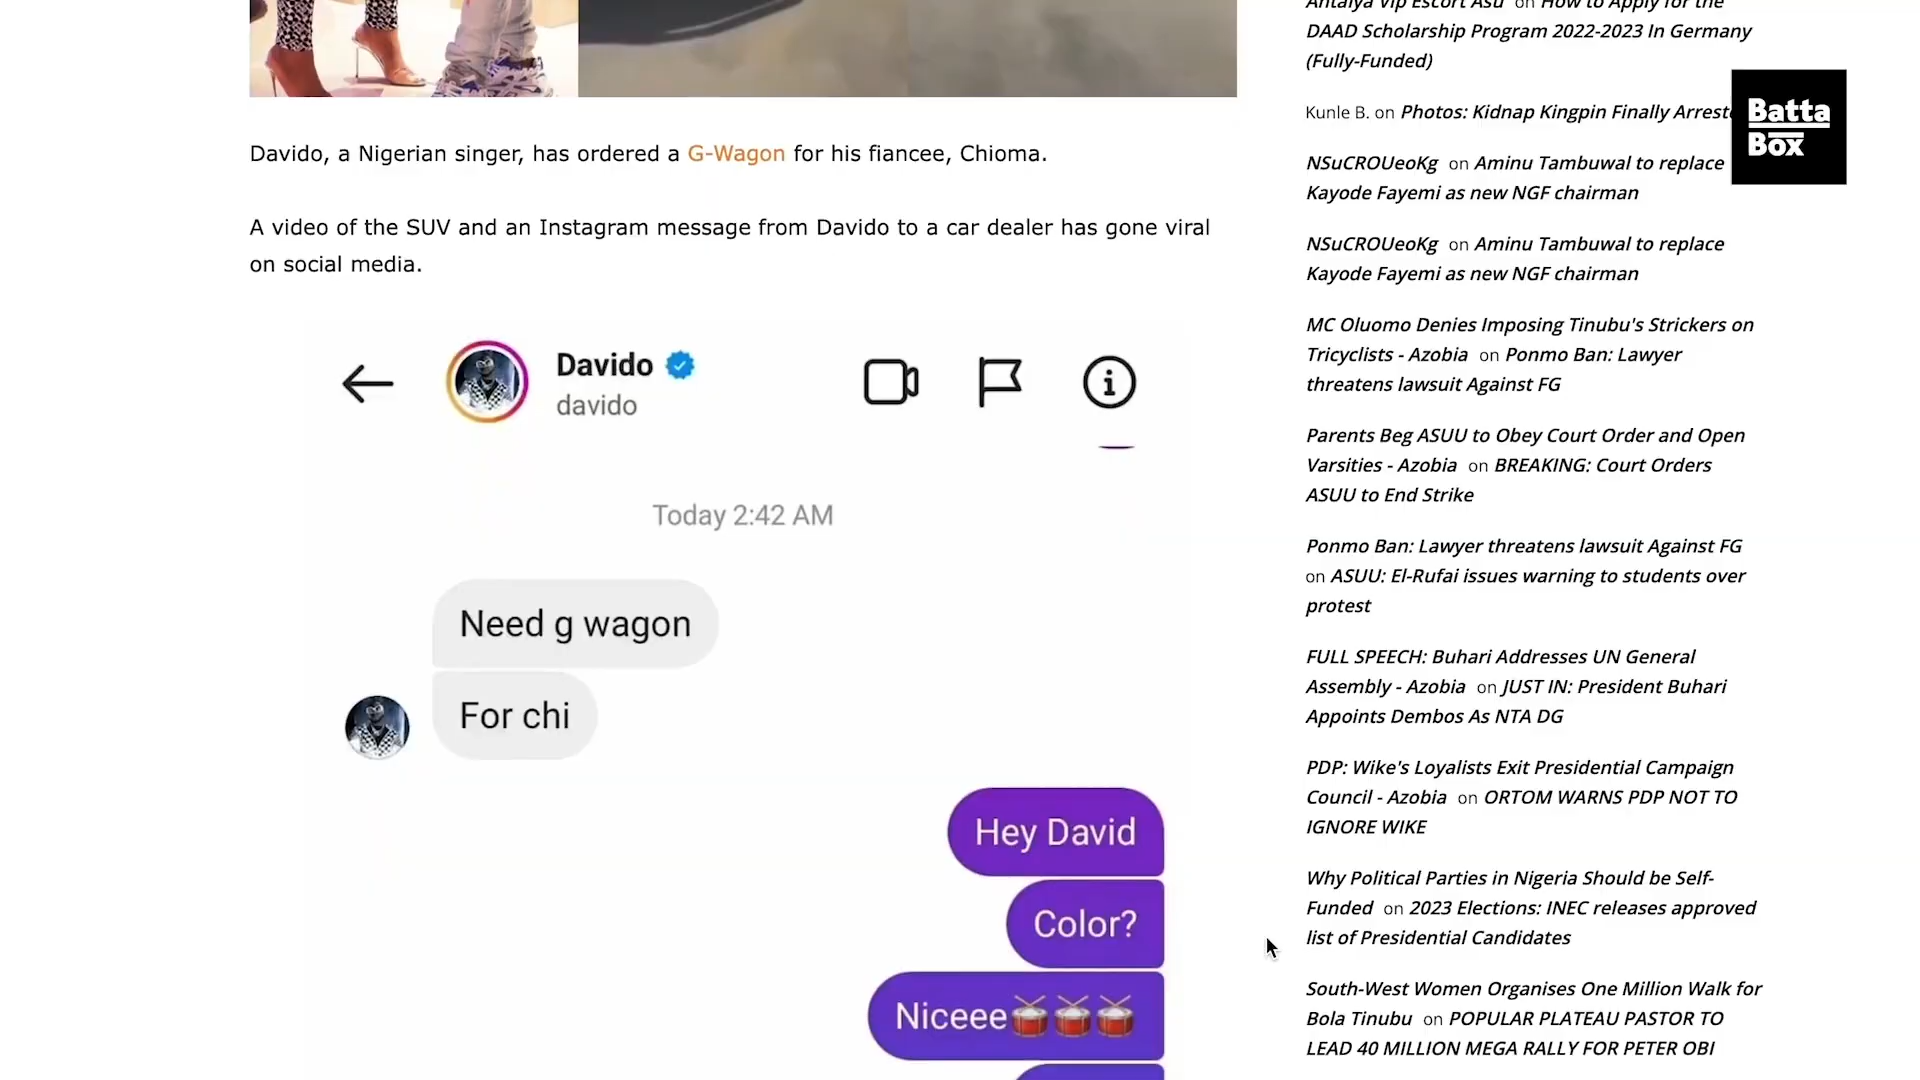 Davido, a Nigerian singer, has ordered a G-Wagon for his fiancee, Chioma.
A video of the SUV and an Instagram message from Davido to a car dealer has gone viral
on social media.
Davido
davido
Today 2:42 AM
Need g wagon
For chi
Hey David
Color?
Niceee🥁🥁🥁
Antalya Vip Escort Asu on How to Apply for the
DAAD Scholarship Program 2022-2023 In Germany
(Fully-Funded)
Kunle B. on Photos: Kidnap Kingpin Finally
NSuCROUeoKg on Aminu Tambuwal to replace
Kayode Fayemi as new NGF chairman
NSuCROUeoKg on Aminu Tambuwal to replace
Kayode Fayemi as new NGF chairman
MC Oluomo Denies Imposing Tinubu's Strickers on
Tricyclists - Azobia on Ponmo Ban: Lawyer
threatens lawsuit Against FG
Parents Beg ASUU to Obey Court Order and Open
Varsities - Azobia on BREAKING: Court Orders
ASUU to End Strike
Ponmo Ban: Lawyer threatens lawsuit Against FG
on ASUU: El-Rufai issues warning to students over
protest
FULL SPEECH: Buhari Addresses UN General
Assembly - Azobia on JUST IN: President Buhari
Appoints Dembos As NTA DG
PDP: Wike's Loyalists Exit Presidential Campaign
Council - Azobia on ORTOM WARNS PDP NOT TO
IGNORE WIKE
Why Political Parties in Nigeria Should be Self-
Funded on 2023 Elections: INEC releases approved
list of Presidential Candidates
South-West Women Organises One Million Walk for
Bola Tinubu on POPULAR PLATEAU PASTOR TO
LEAD 40 MILLION MEGA RALLY FOR PETER OBI
Batta
Box